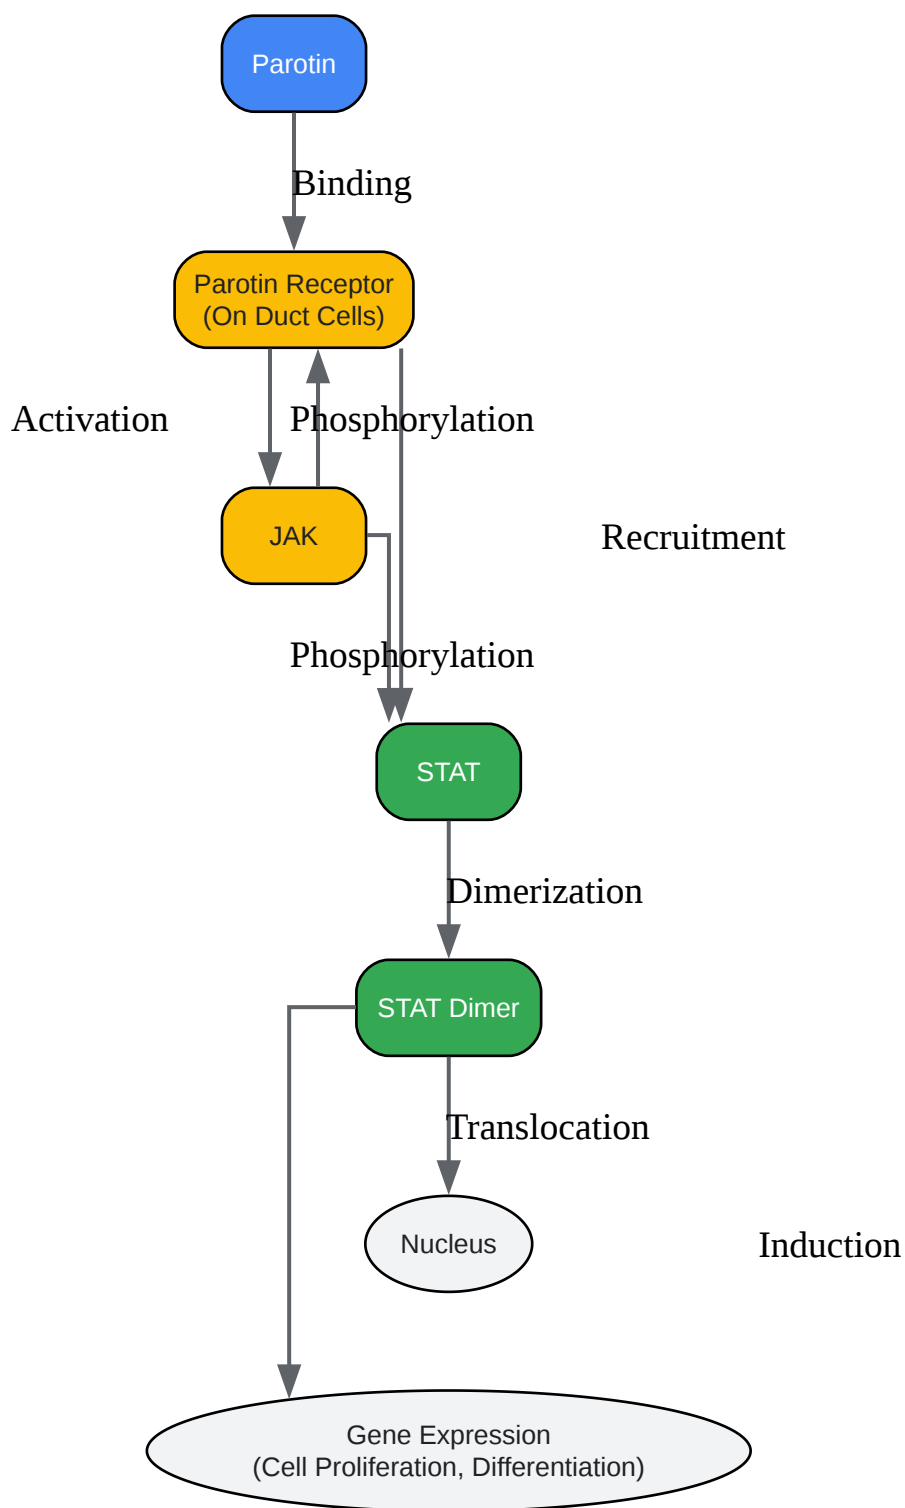 Parotin
Binding
Parotin Receptor
(On Duct Cells)
Activation
Phosphorylation
JAK
Recruitment
Phosphorylation
STAT
Dimerization
STAT Dimer
Translocation
Nucleus
Induction
Gene Expression
(Cell Proliferation, Differentiation)